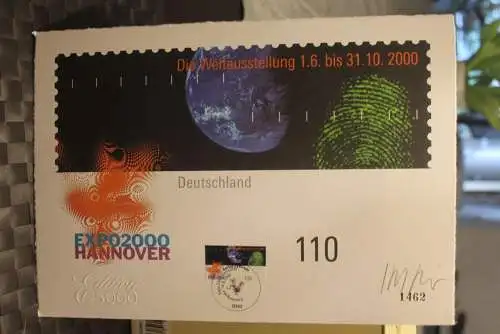 Die Weltausstellung 1.6. bis 31.10. 2000
Deutschland
EXPO2000
HANNOVER
110
1462